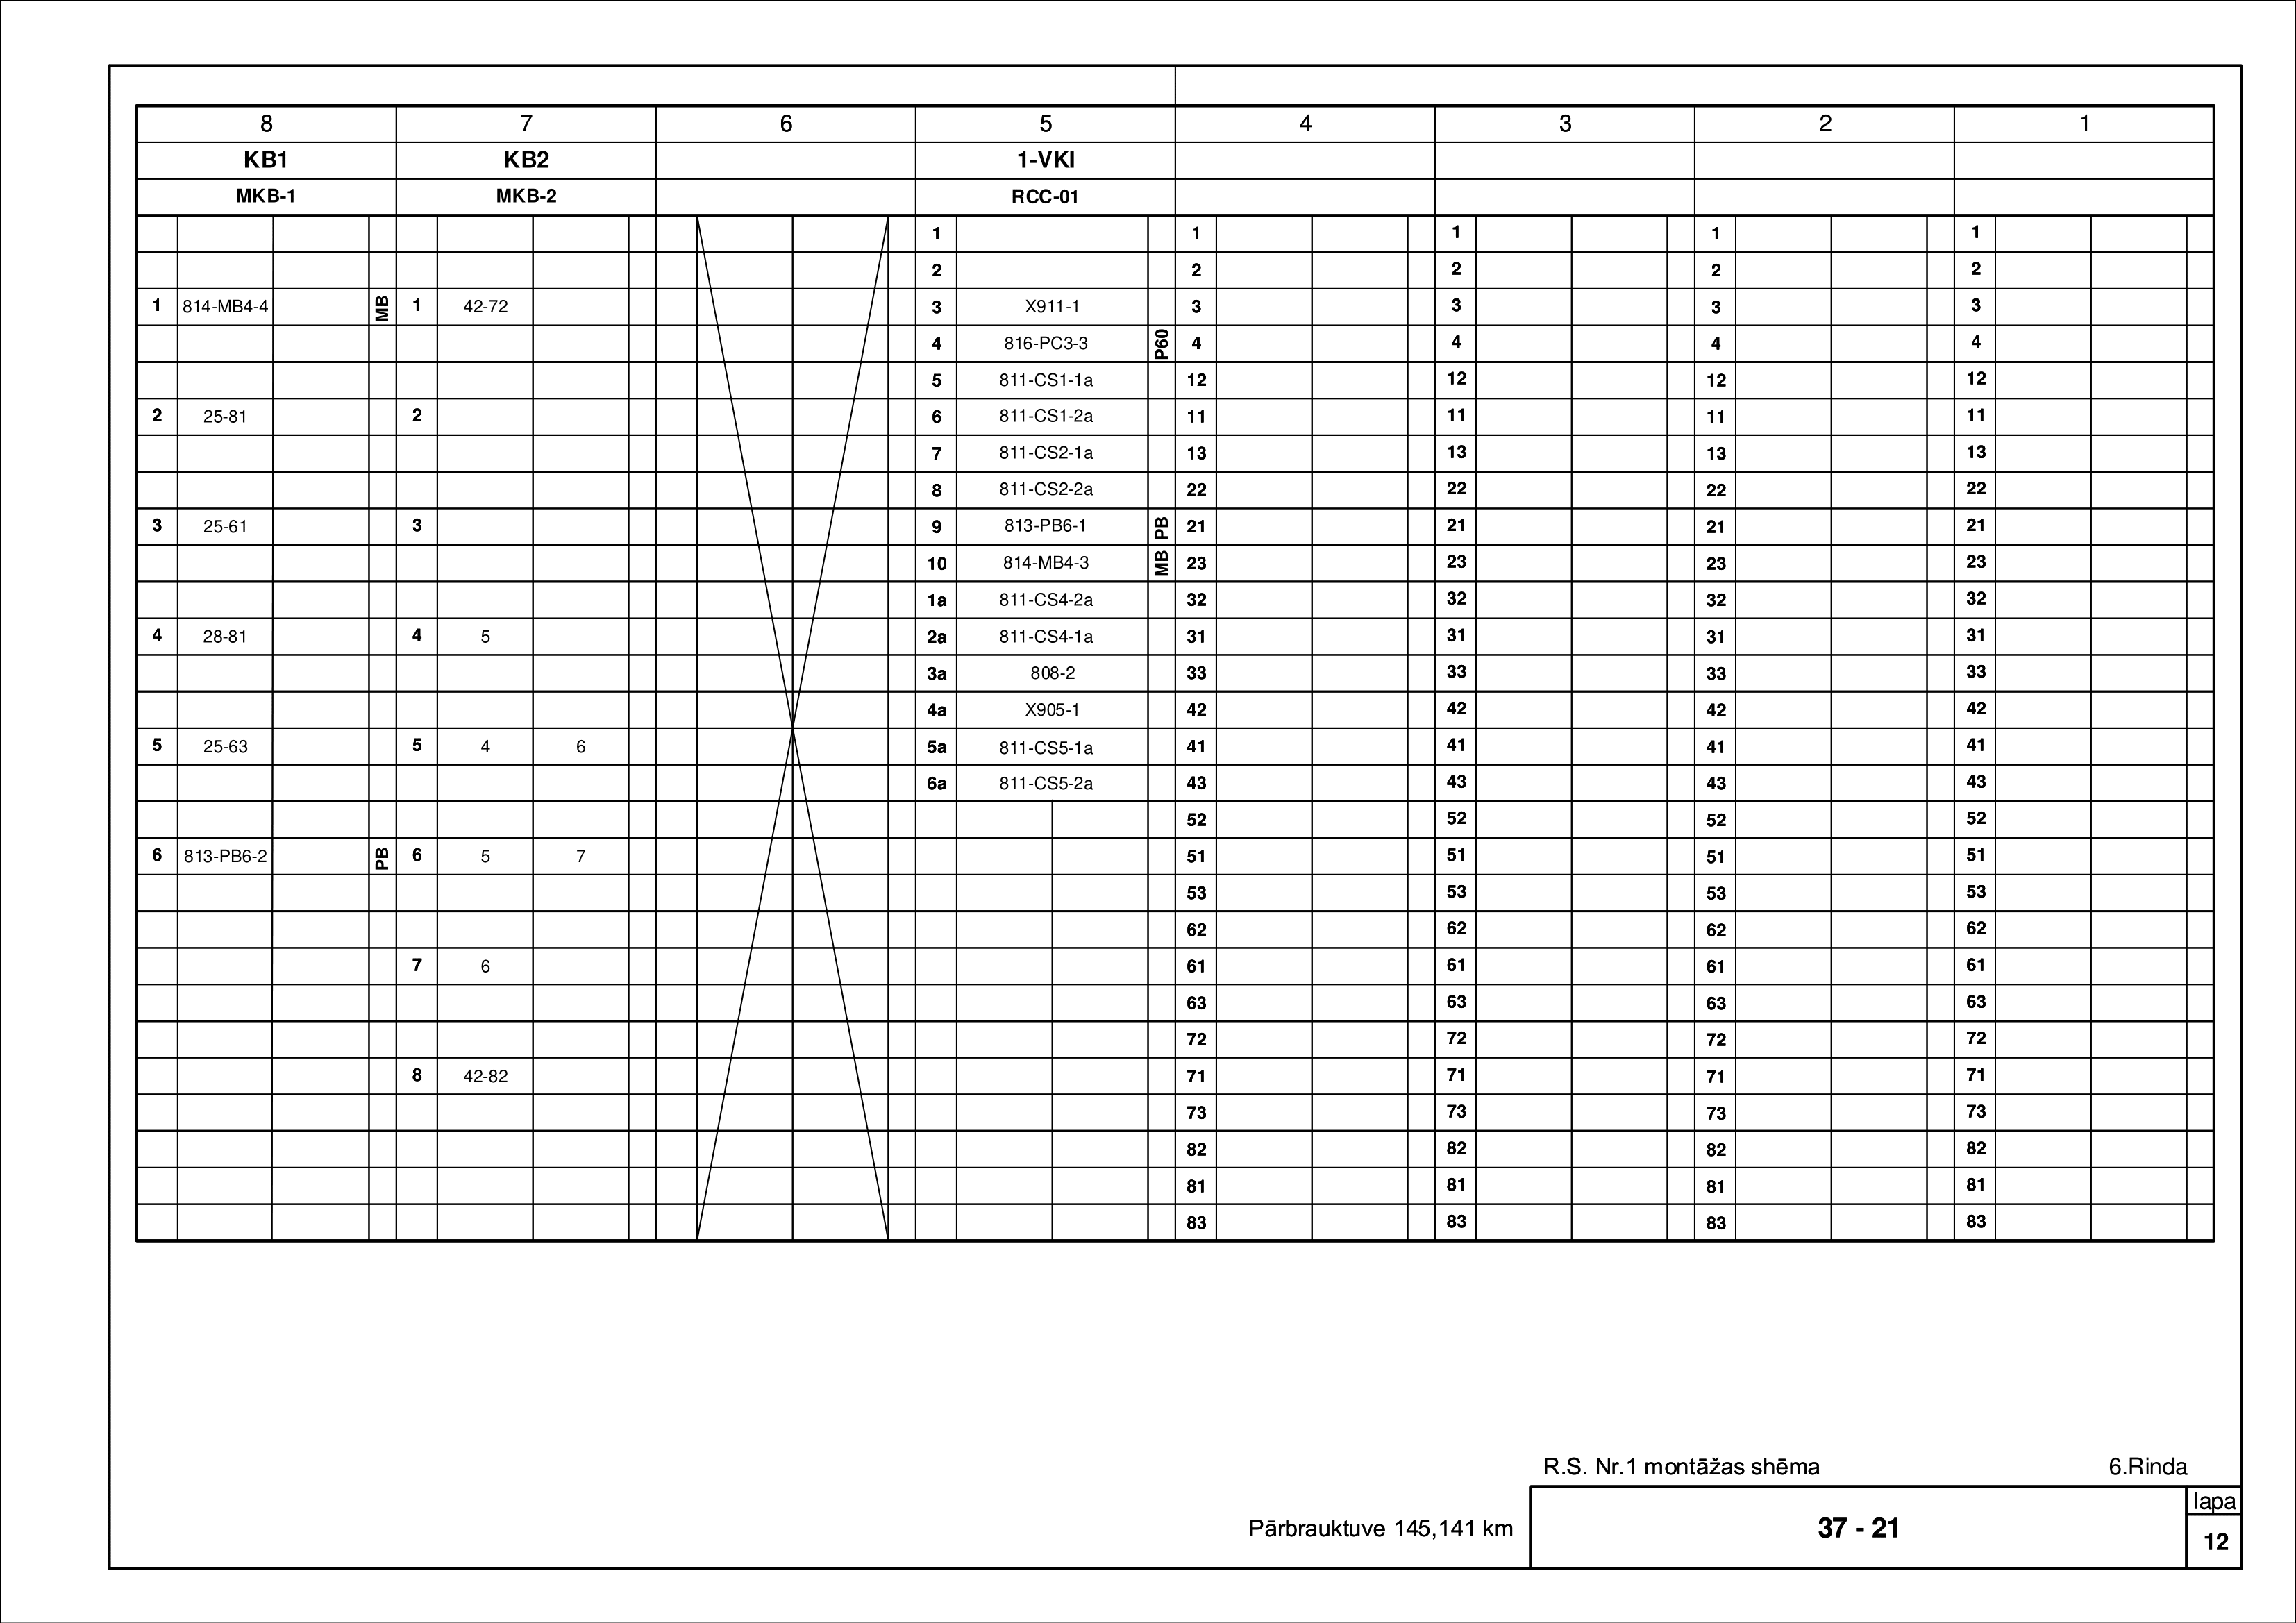 8 7 6 5 4 3 2 1
KB1 KB2 1-VKI
MKB-1 MKB-2 RCC-01
1 1 1 1 1
2 2 2 2 2
1 814-MB4-4 MB 1 42-72 3 X911-1 3 3 3 3
4 816-PC3-3 P60 4 4 4 4
5 811-CS1-1a 12 12 12 12
2 25-81 2 6 811-CS1-2a 11 11 11 11
7 811-CS2-1a 13 13 13 13
8 811-CS2-2a 22 22 22 22
3 25-61 3 9 813-PB6-1 PB 21 21 21 21
10 814-MB4-3 MB 23 23 23 23
1a 811-CS4-2a 32 32 32 32
4 28-81 4 5 2a 811-CS4-1a 31 31 31 31
3a 808-2 33 33 33 33
4a X905-1 42 42 42 42
5 25-63 5 4 6 5a 811-CS5-1a 41 41 41 41
6a 811-CS5-2a 43 43 43 43
52 52 52 52
6 813-PB6-2 PB 6 5 7 51 51 51 51
53 53 53 53
62 62 62 62
7 6 61 61 61 61
63 63 63 63
72 72 72 72
8 42-82 71 71 71 71
73 73 73 73
82 82 82 82
81 81 81 81
83 83 83 83
R.S. Nr.1 montāžas shēma 6.Rinda
Pārbrauktuve 145,141 km 37 - 21 lapa
12